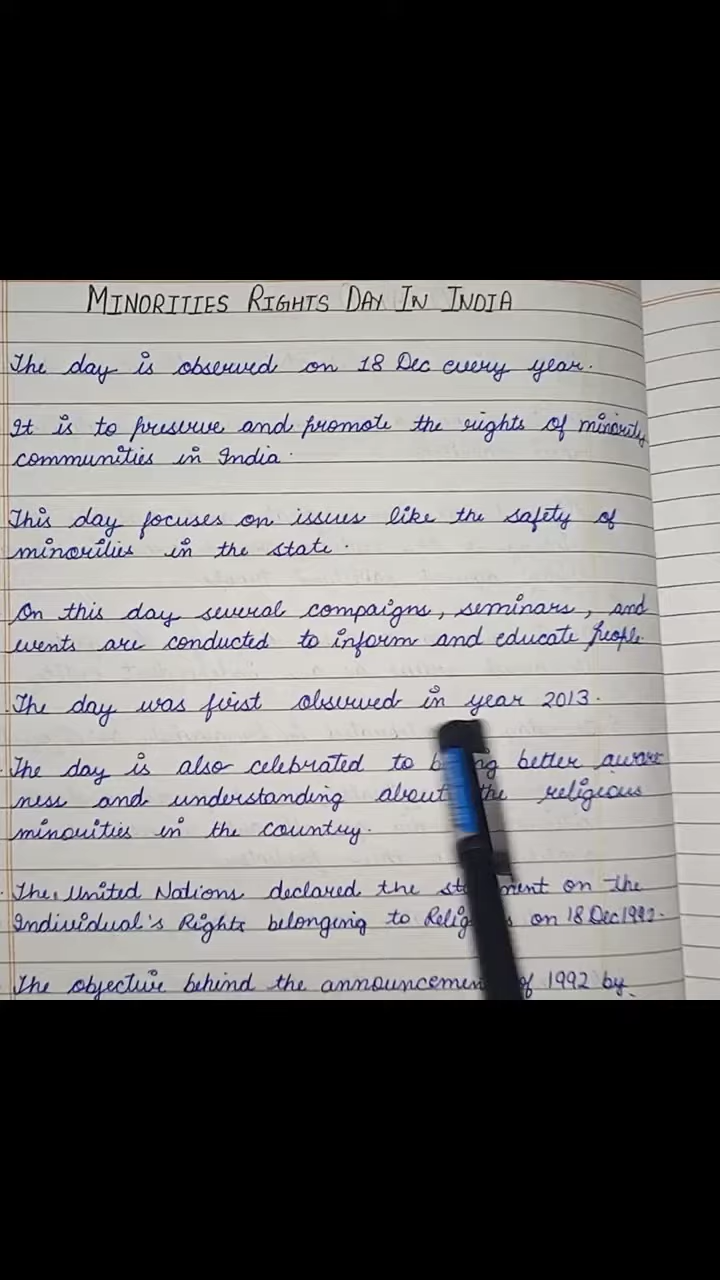 MINORITIES RIGHTS DAY IN INDIA
The day is observed on 18 Dec every year.
It is to preserve and promote the rights of minority
communities in India.
This day focuses on issues like the safety of
minorities in the state.
On this day several compaigns, seminars, and
events are conducted to inform and educate people.
The day was first observed in year 2013.
The day is also celebrated to better aware
ness and understanding about the religious
minorities in the country.
The United Nations declared the on the
Individual's Rights belonging to on 18 Dec 1992.
The objective behind the announcement of 1992 by